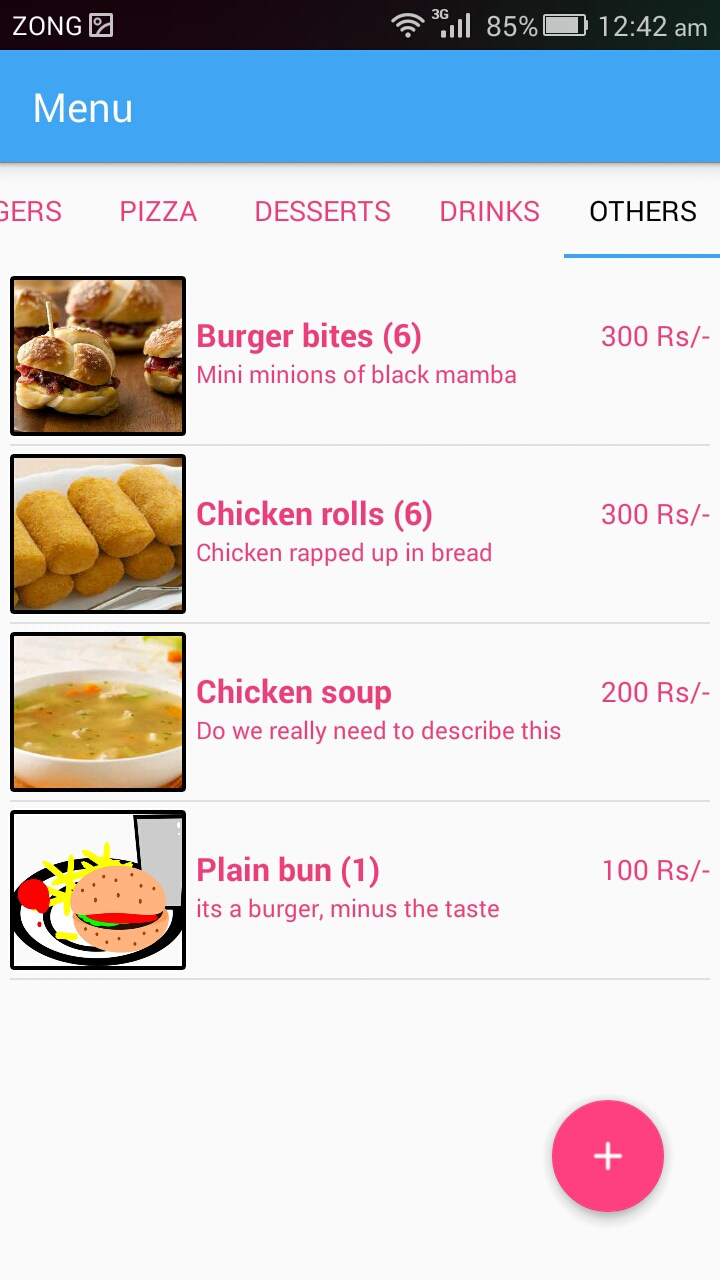 ZONG 3G 85% 12:42 am
Menu
GERS PIZZA DESSERTS DRINKS OTHERS
Burger bites (6) 300 Rs/-
Mini minions of black mamba
Chicken rolls (6) 300 Rs/-
Chicken rapped up in bread
Chicken soup 200 Rs/-
Do we really need to describe this
Plain bun (1) 100 Rs/-
its a burger, minus the taste
+